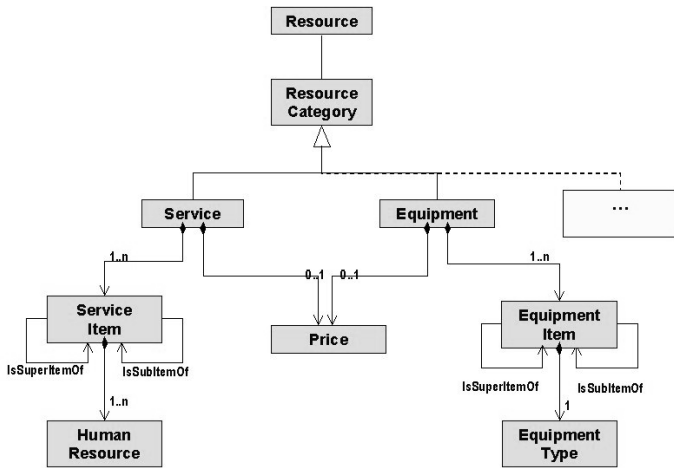 Resource
Resource
Category
...
Service
Equipment
1..n
1..n
0..1
0..1
Service
Item
Equipment
Item
Price
IsSuperItemOf
IsSubItemOf
IsSuperItemOf
IsSubItemOf
1..n
1
Human
Resource
Equipment
Type